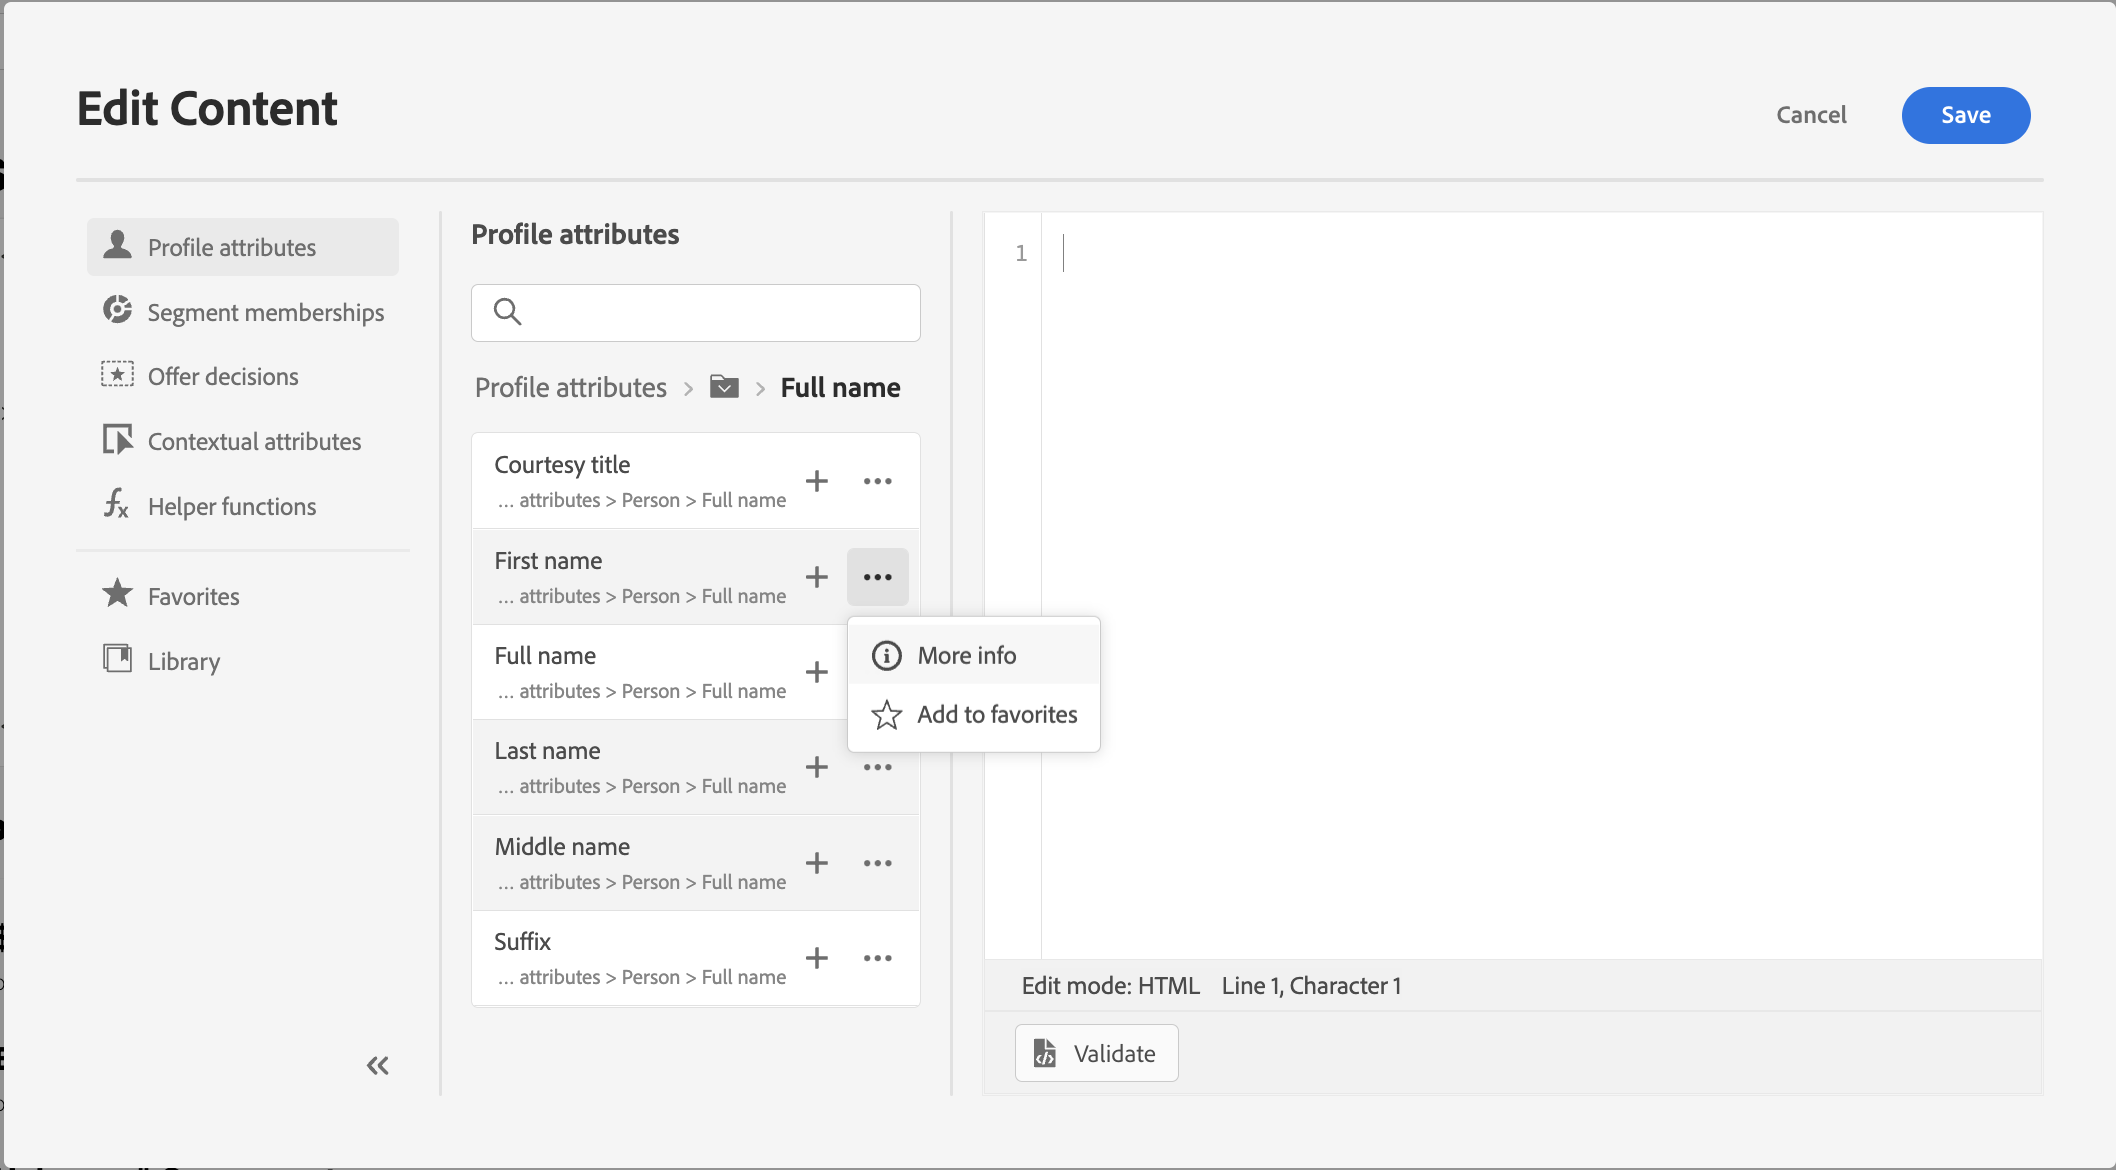 Edit Content
Cancel
Save
Profile attributes
Segment memberships
Offer decisions
Contextual attributes
Helper functions
Favorites
Library
Profile attributes
Profile attributes > > Full name
Courtesy title
... attributes > Person > Full name
First name
... attributes > Person > Full name
Full name
... attributes > Person > Full name
Last name
... attributes > Person > Full name
Middle name
... attributes > Person > Full name
Suffix
... attributes > Person > Full name
More info
Add to favorites
1
Edit mode: HTML Line 1, Character 1
Validate